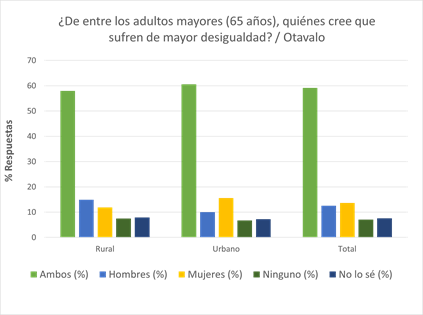 ¿De entre los adultos mayores (65 años), quiénes cree que
sufren de mayor desigualdad? / Otavalo
% Respuestas
70
60
50
40
30
20
10
0
Rural Urbano Total
Ambos (%) Hombres (%) Mujeres (%) Ninguno (%) No lo sé (%)